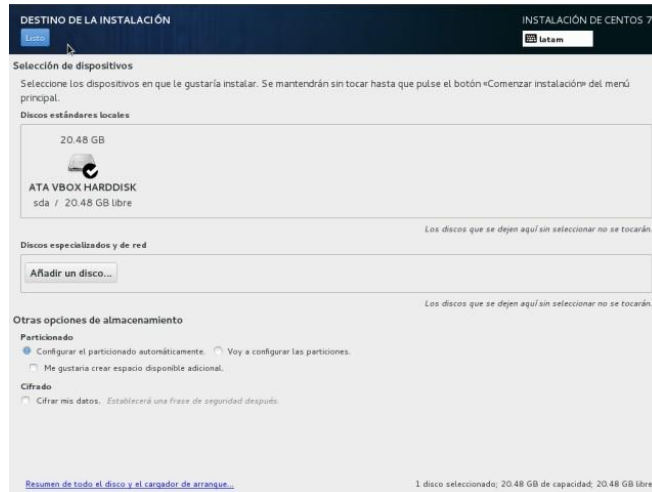 DESTINO DE LA INSTALACIÓN
INSTALACIÓN DE CENTOS 7
Listo
latam
Selección de dispositivos
Seleccione los dispositivos en que le gustaría instalar. Se mantendrán sin tocar hasta que pulse el botón «Comenzar instalación» del menú
principal.
Discos estándares locales
20.48 GB
ATA VBOX HARDDISK
sda / 20.48 GB libre
Los discos que se dejen aquí sin seleccionar no se tocarán.
Discos especializados y de red
Añadir un disco...
Los discos que se dejen aquí sin seleccionar no se tocarán.
Otras opciones de almacenamiento
Particionado
Configurar el particionado automáticamente. Voy a configurar las particiones.
Me gustaria crear espacio disponible adicional.
Cifrado
Cifrar mis datos. Establecerá una frase de seguridad después.
Resumen de todo el disco y el cargador de arranque...
1 disco seleccionado; 20.48 GB de capacidad; 20.48 GB libre